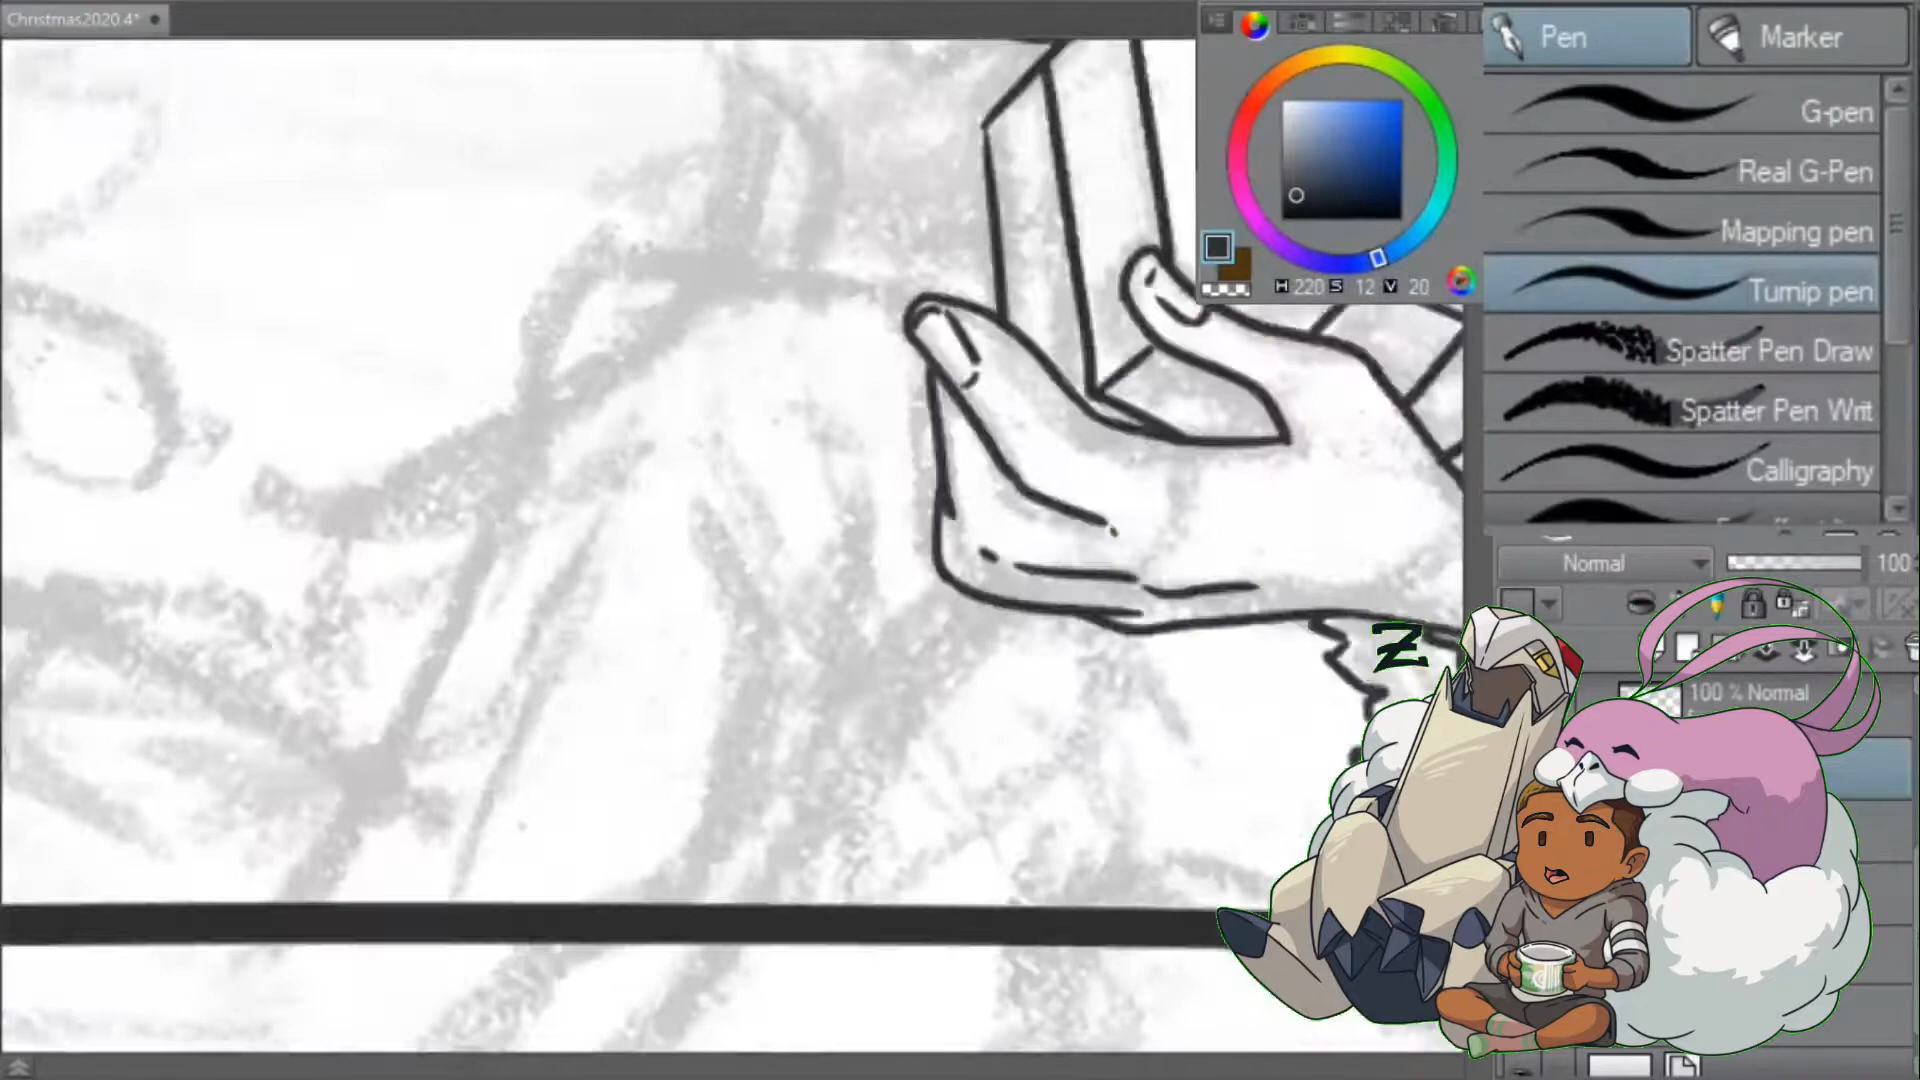 Christmas2020 4*
Pen
Marker
G-pen
Real G-Pen
Mapping pen
Turnip pen
Spatter Pen Draw
Spatter Pen Writ
Calligraphy
H 220 S 12 V 20
Normal
100
100 % Normal
Z